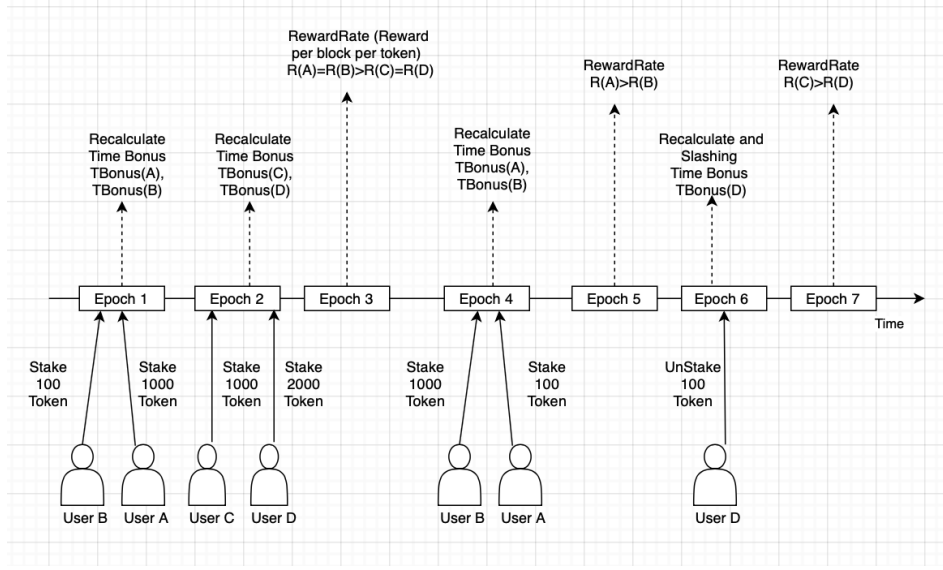 RewardRate (Reward
per block per token)
R(A)=R(B)>R(C)=R(D)
RewardRate
R(A)>R(B)
RewardRate
R(C)>R(D)
Recalculate
Time Bonus
TBonus(A),
TBonus(B)
Recalculate
Time Bonus
TBonus(C),
TBonus(D)
Recalculate
Time Bonus
TBonus(A),
TBonus(B)
Recalculate and
Slashing
Time Bonus
TBonus(D)
Epoch 1
Epoch 2
Epoch 3
Epoch 4
Epoch 5
Epoch 6
Epoch 7
Time
Stake
100
Token
Stake
1000
Token
Stake
1000
Token
Stake
2000
Token
Stake
1000
Token
Stake
100
Token
UnStake
100
Token
User B
User A
User C
User D
User B
User A
User D